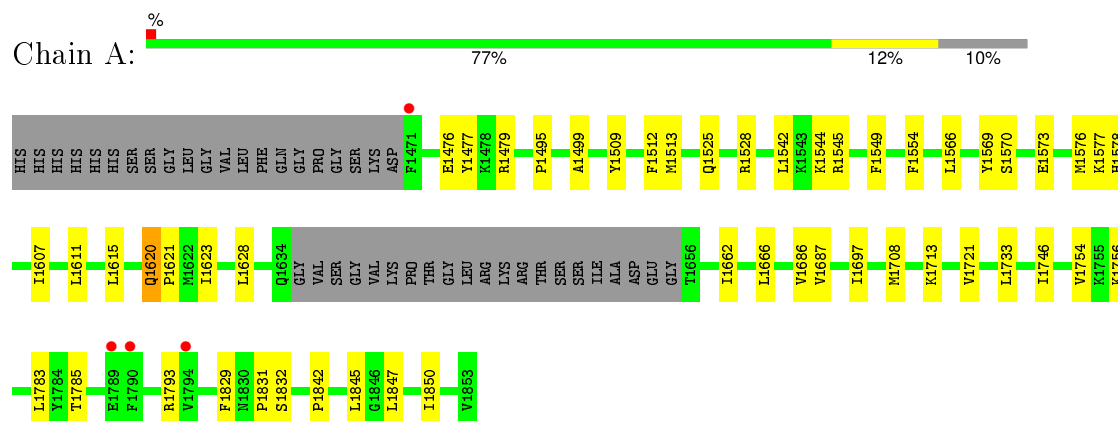 %
Chain A:
77% 12% 10%
HIS HIS HIS HIS HIS HIS SER SER GLY LEU GLY VAL LEU PHE GLN GLY PRO GLY SER LYS ASP F1471 E1476 Y1477 K1478 R1479 P1495 A1499 Y1509 F1512 M1513 Q1525 R1528 L1542 K1543 K1544 R1545 F1549 F1554 L1566 Y1569 S1570 E1573 M1576 K1577 H1578
I1607 L1611 L1615 Q1620 P1621 M1622 I1623 L1628 Q1634 GLY VAL SER GLY VAL LYS PRO THR GLY LEU ARG LYS ARG THR SER SER ILE ALA ASP GLU GLY T1656 I1662 L1666 V1686 V1687 I1697 M1708 K1713 V1721 L1733 I1746 V1754 K1755 K1756
L1783 Y1784 T1785 E1789 F1790 R1793 V1794 F1829 N1830 P1831 S1832 P1842 L1845 G1846 L1847 I1850 V1853